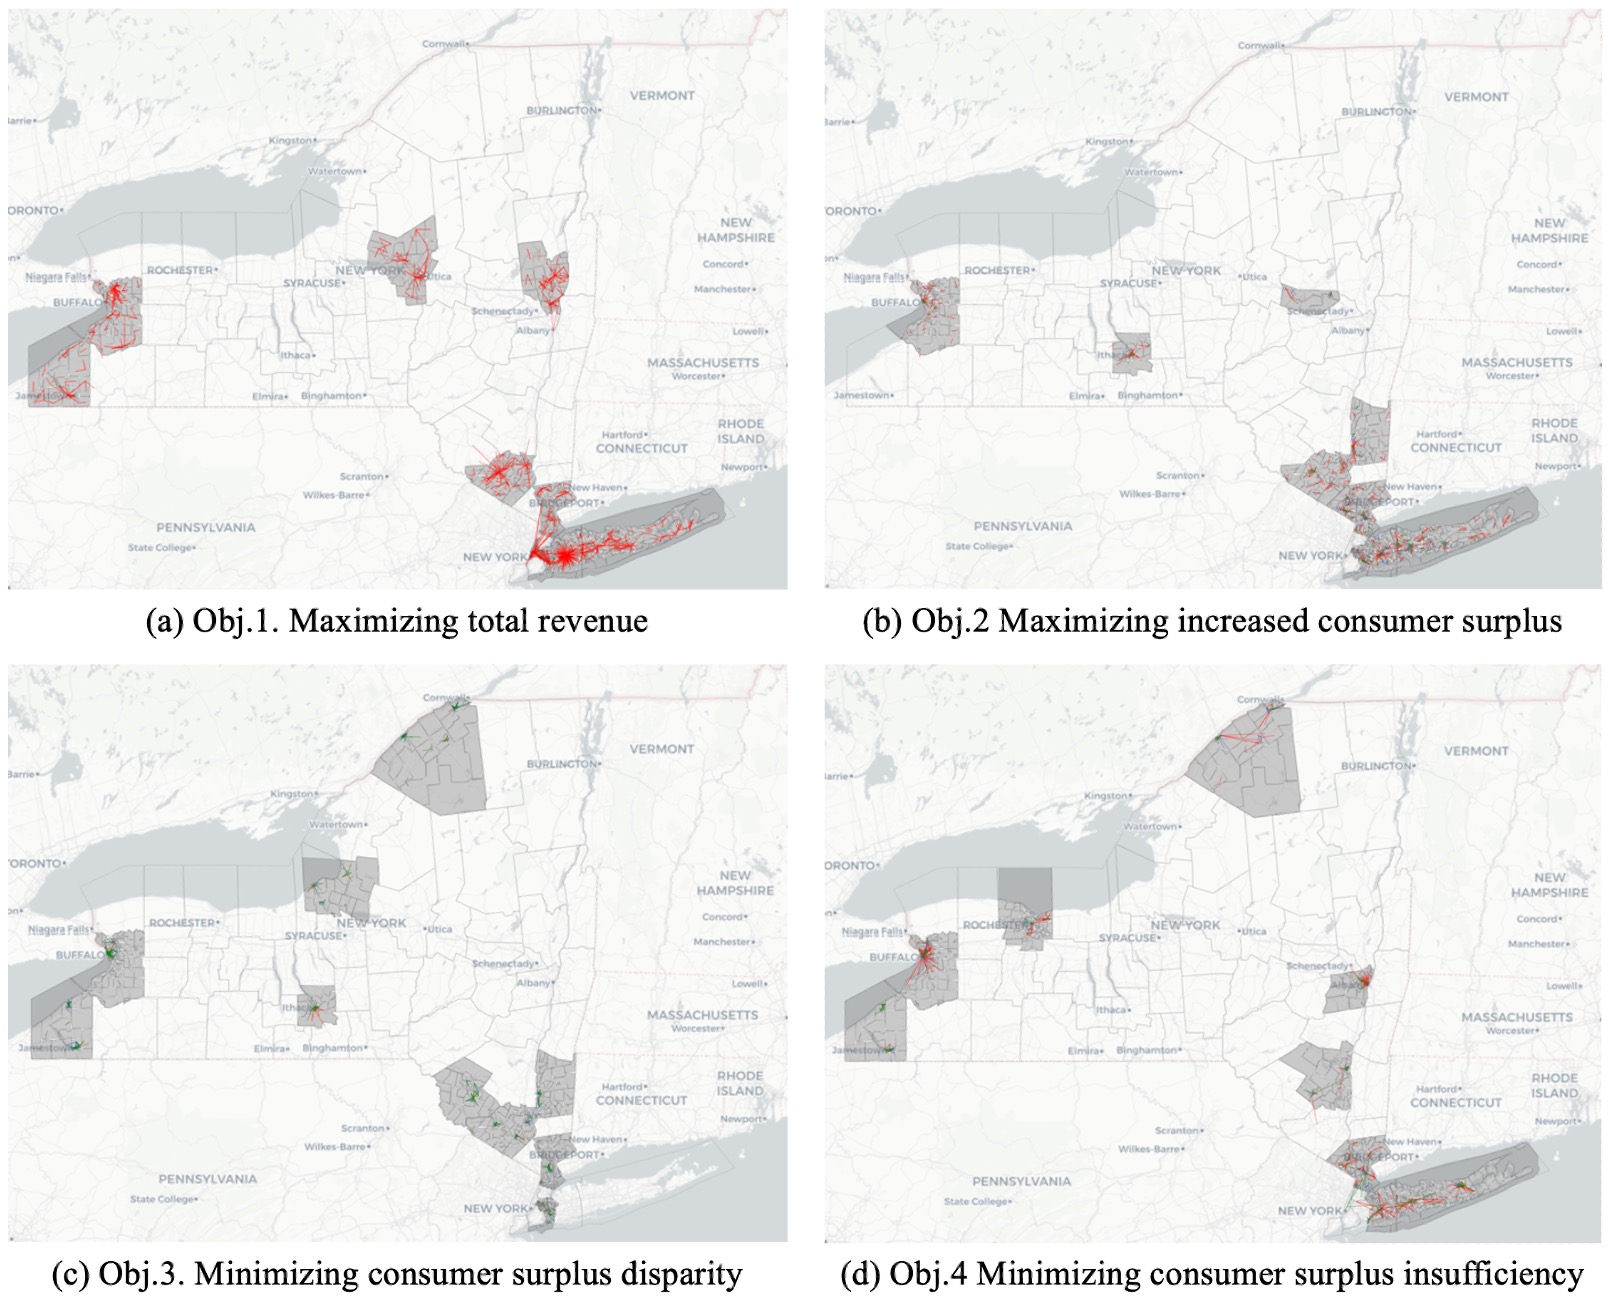 Cornwall
VERMONT
BURLINGTON
Barrie
Kingston
Watertown
ORONTO
NEW
HAMPSHIRE
Concord
Manchester
Niagara Falls
ROCHESTER
NEW YORK
Utica
SYRACUSE
BUFFALO
Schenectady
Albany
Lowell
MASSACHUSETTS
Worcester
Ithaca
Jamestown
Elmira
Binghamton
RHODE
ISLAND
Hartford
CONNECTICUT
Newport
Scranton
Wilkes-Barre
New Haven
BRIDGEPORT
PENNSYLVANIA
State College
NEW YORK
(a) Obj.1. Maximizing total revenue
Cornwall
VERMONT
BURLINGTON
Barrie
Kingston
Watertown
ORONTO
NEW
HAMPSHIRE
Concord
Manchester
Niagara Falls
ROCHESTER
NEW YORK
Utica
SYRACUSE
BUFFALO
Schenectady
Albany
Lowell
MASSACHUSETTS
Worcester
Ithaca
Jamestown
Elmira
Binghamton
RHODE
ISLAND
Hartford
CONNECTICUT
Newport
Scranton
Wilkes-Barre
New Haven
BRIDGEPORT
PENNSYLVANIA
State College
NEW YORK
(b) Obj.2 Maximizing increased consumer surplus
Cornwall
VERMONT
BURLINGTON
Barrie
Kingston
Watertown
TORONTO
NEW
HAMPSHIRE
Concord
Manchester
Niagara Falls
ROCHESTER
NEW YORK
Utica
SYRACUSE
BUFFALO
Schenectady
Albany
Lowell
MASSACHUSETTS
Worcester
Ithaca
Jamestown
Elmira
Binghamton
RHODE
ISLAND
Hartford
CONNECTICUT
Newport
Scranton
Wilkes-Barre
New Haven
BRIDGEPORT
PENNSYLVANIA
State College
NEW YORK
(c) Obj.3. Minimizing consumer surplus disparity
Cornwall
VERMONT
BURLINGTON
Barrie
Kingston
Watertown
ORONTO
NEW
HAMPSHIRE
Concord
Manchester
Niagara Falls
ROCHESTER
NEW YORK
Utica
SYRACUSE
BUFFALO
Schenectady
Albany
Lowell
MASSACHUSETTS
Worcester
Ithaca
Jamestown
Elmira
Binghamton
RHODE
ISLAND
Hartford
CONNECTICUT
Newport
Scranton
Wilkes-Barre
New Haven
BRIDGEPORT
PENNSYLVANIA
State College
NEW YORK
(d) Obj.4 Minimizing consumer surplus insufficiency